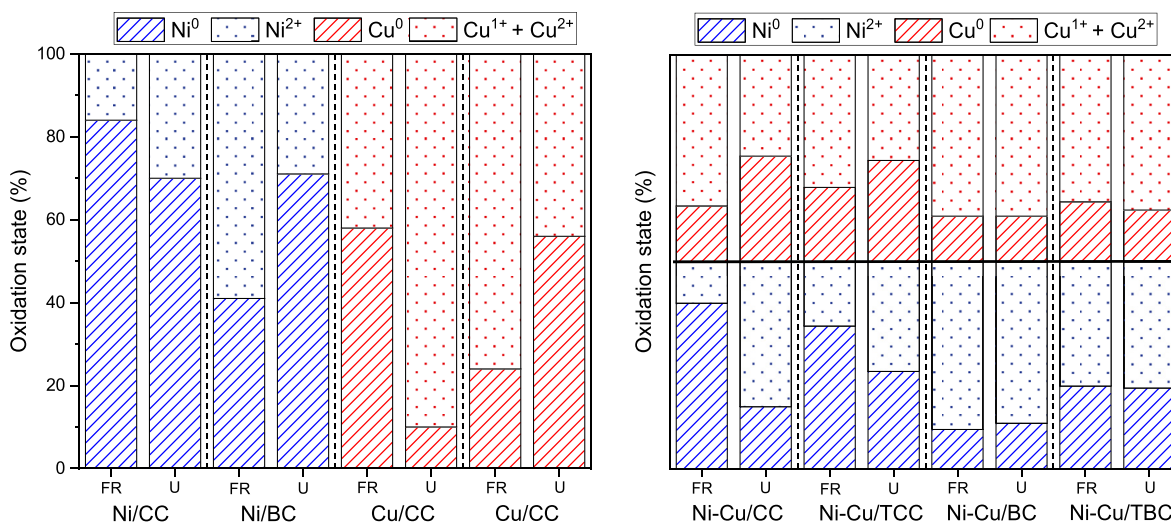 Ni⁰ Ni²⁺ Cu⁰ Cu¹⁺ + Cu²⁺
100
80
60
40
20
0
Oxidation state (%)
FR U FR U FR U FR U
Ni/CC Ni/BC Cu/CC Cu/CC
Ni⁰ Ni²⁺ Cu⁰ Cu¹⁺ + Cu²⁺
Oxidation state (%)
FR U FR U FR U FR U
Ni-Cu/CC Ni-Cu/TCC Ni-Cu/BC Ni-Cu/TBC